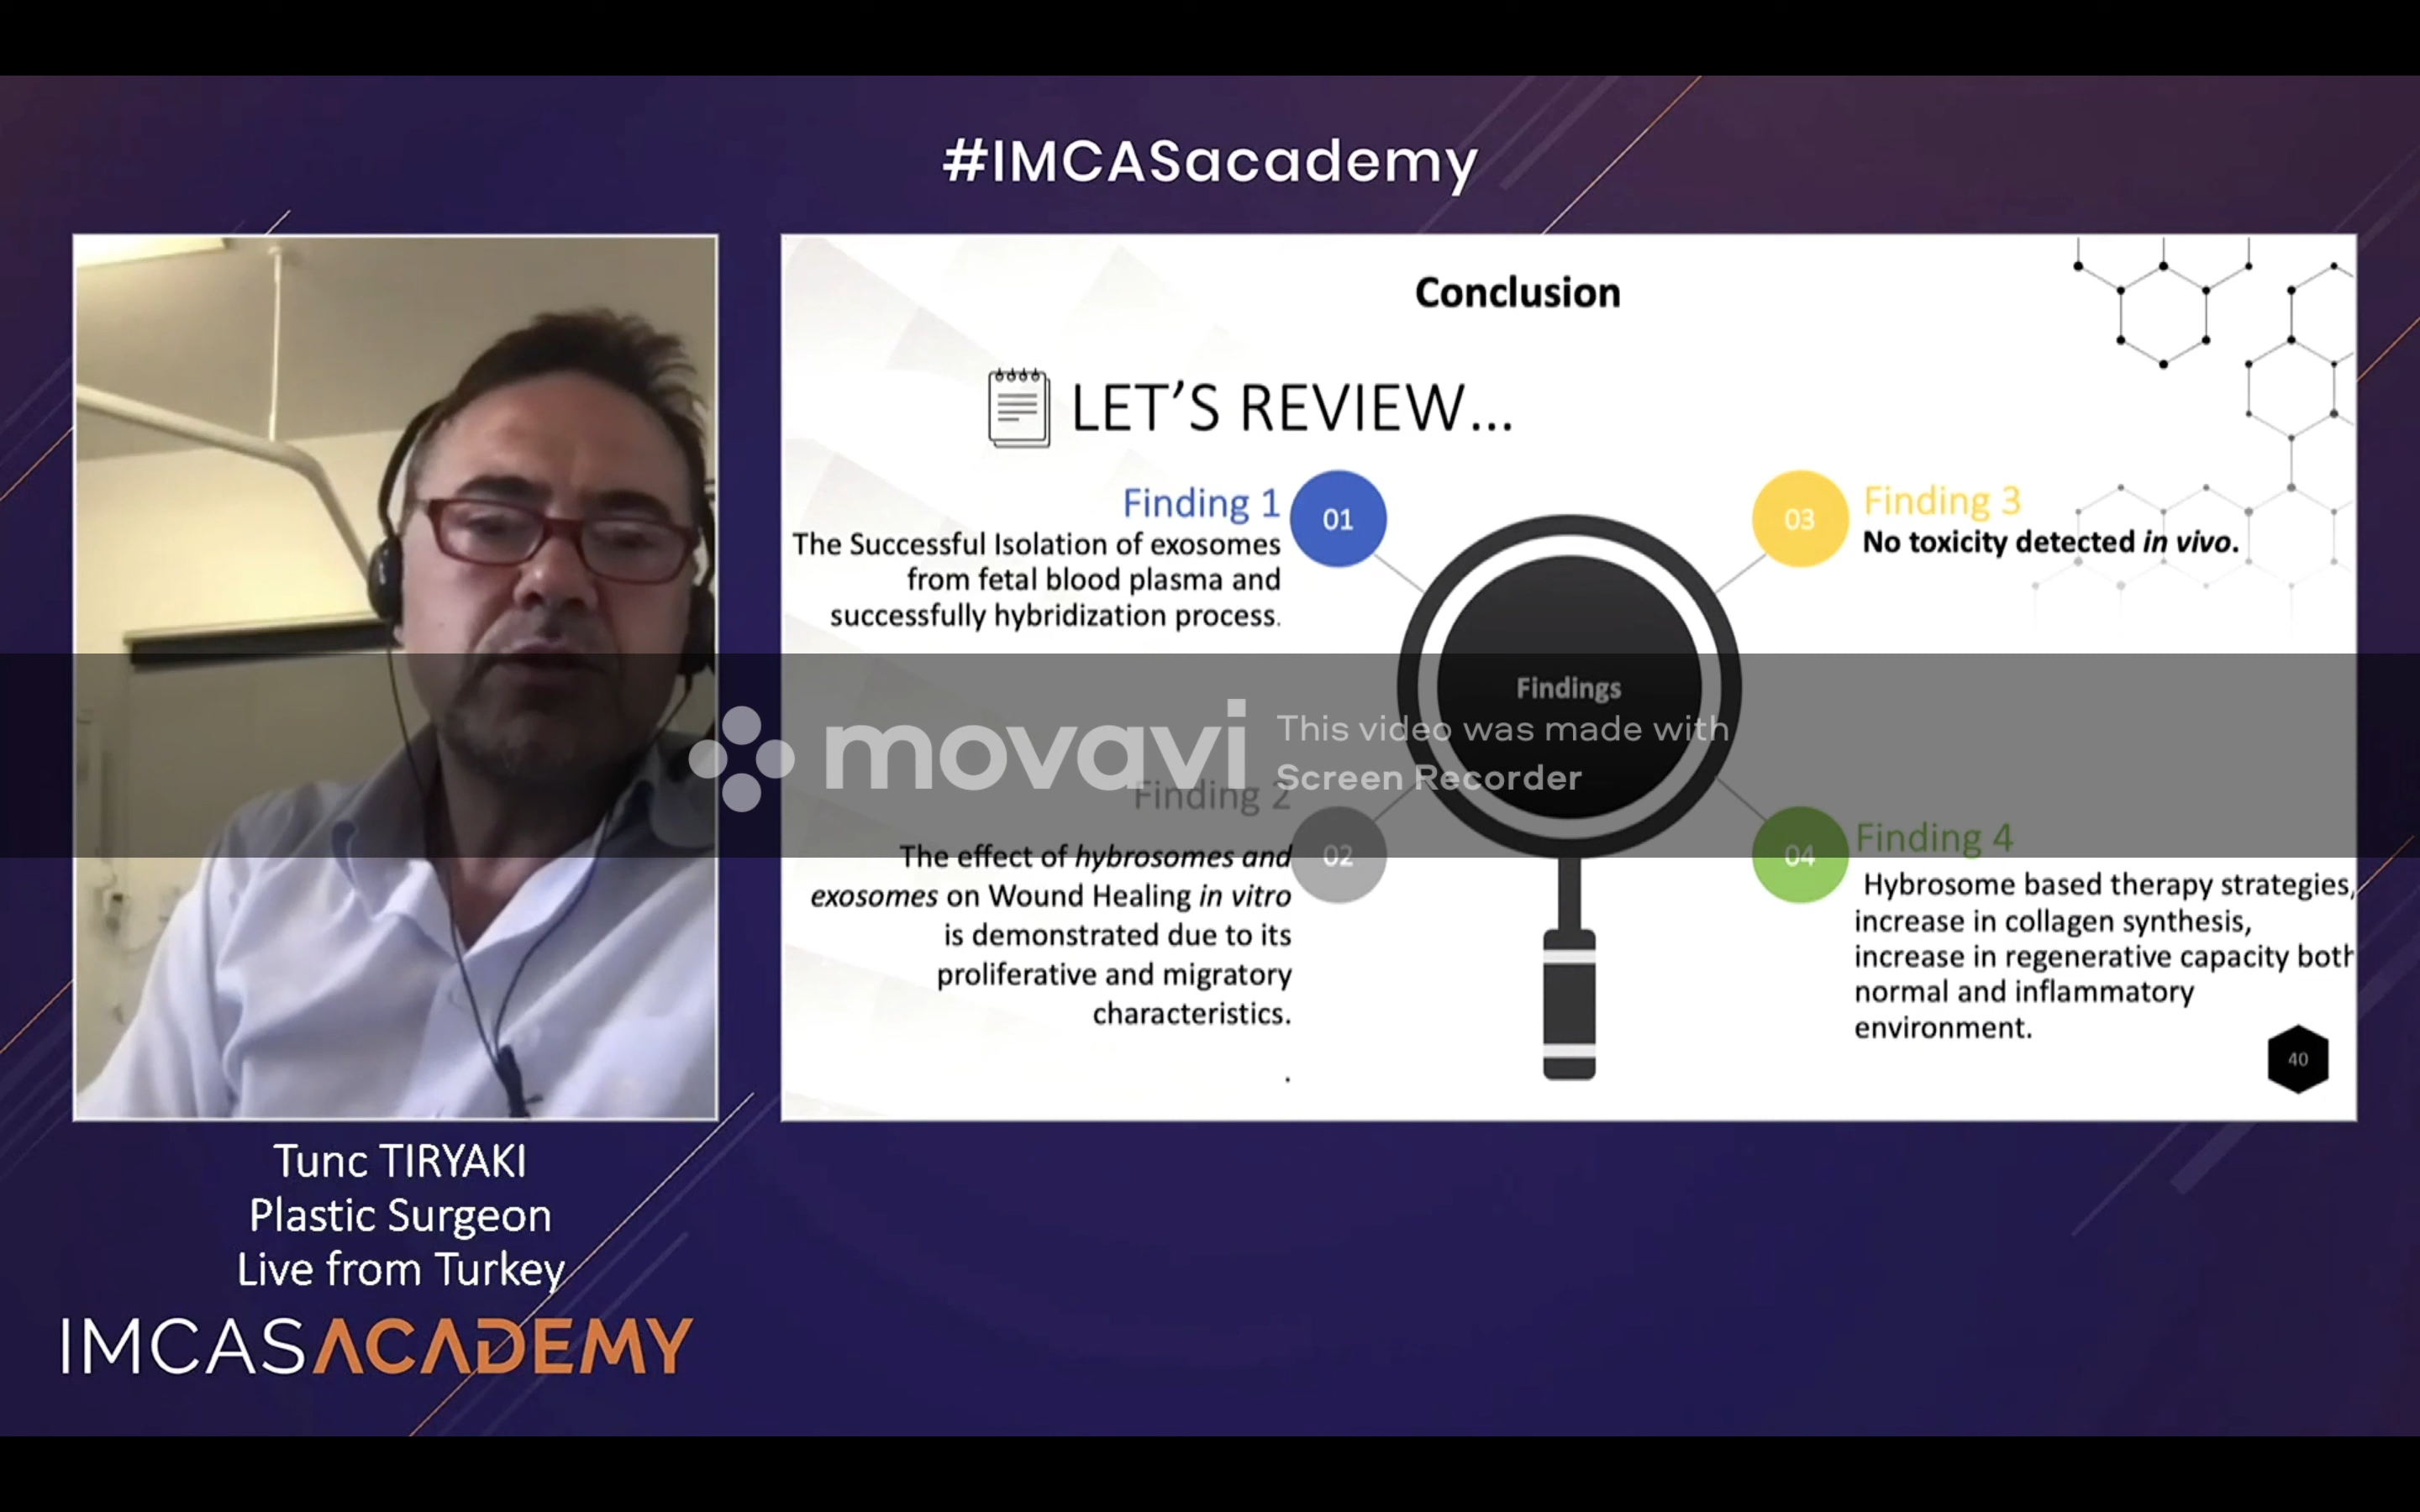 #IMCASacademy
Conclusion
LET'S REVIEW...
Finding 1
01
The Successful Isolation of exosomes
from fetal blood plasma and
successfully hybridization process.
03
Finding 3
No toxicity detected in vivo.
Findings
movavi
This video was made with
Screen Recorder
Finding 2
02
The effect of hybrosomes and
exosomes on Wound Healing in vitro
is demonstrated due to its
proliferative and migratory
characteristics.
.
04
Finding 4
Hybrosome based therapy strategies,
increase in collagen synthesis,
increase in regenerative capacity both
normal and inflammatory
environment.
40
Tunc TIRYAKI
Plastic Surgeon
Live from Turkey
IMCASACADEMY